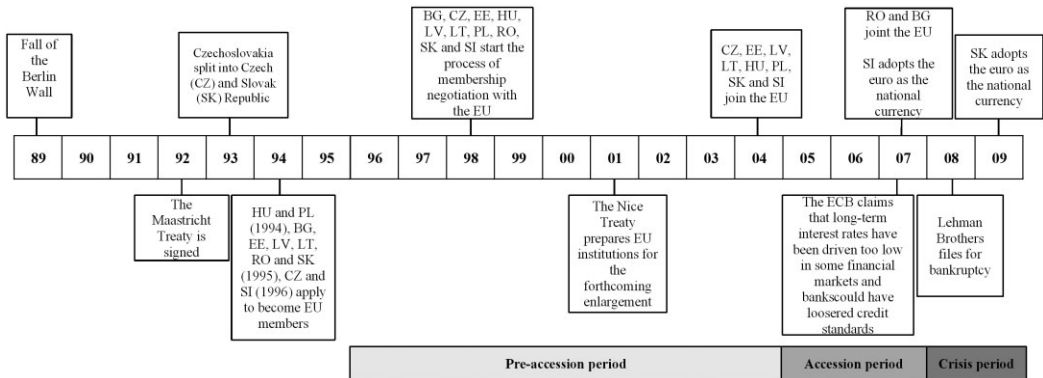 Fall of
the
Berlin
Wall
Czechoslovakia
split into Czech
(CZ) and Slovak
(SK) Republic
BG, CZ, EE, HU,
LV, LT, PL, RO,
SK and SI start the
process of
membership
negotiation with
the EU
CZ, EE, LV,
LT, HU, PL,
SK and SI
join the EU
RO and BG
joint the EU
SI adopts the
euro as the
national
currency
SK adopts
the euro as
the national
currency
89 90 91 92 93 94 95 96 97 98 99 00 01 02 03 04 05 06 07 08 09
The
Maastricht
Treaty is
signed
HU and PL
(1994), BG,
EE, LV, LT,
RO and SK
(1995), CZ and
SI (1996) apply
to become EU
members
The Nice
Treaty
prepares EU
institutions for
the
forthcoming
enlargement
The ECB claims
that long-term
interest rates have
been driven too low
in some financial
markets and
bankscould have
loosered credit
standards
Lehman
Brothers
files for
bankruptcy
Pre-accession period Accession period Crisis period